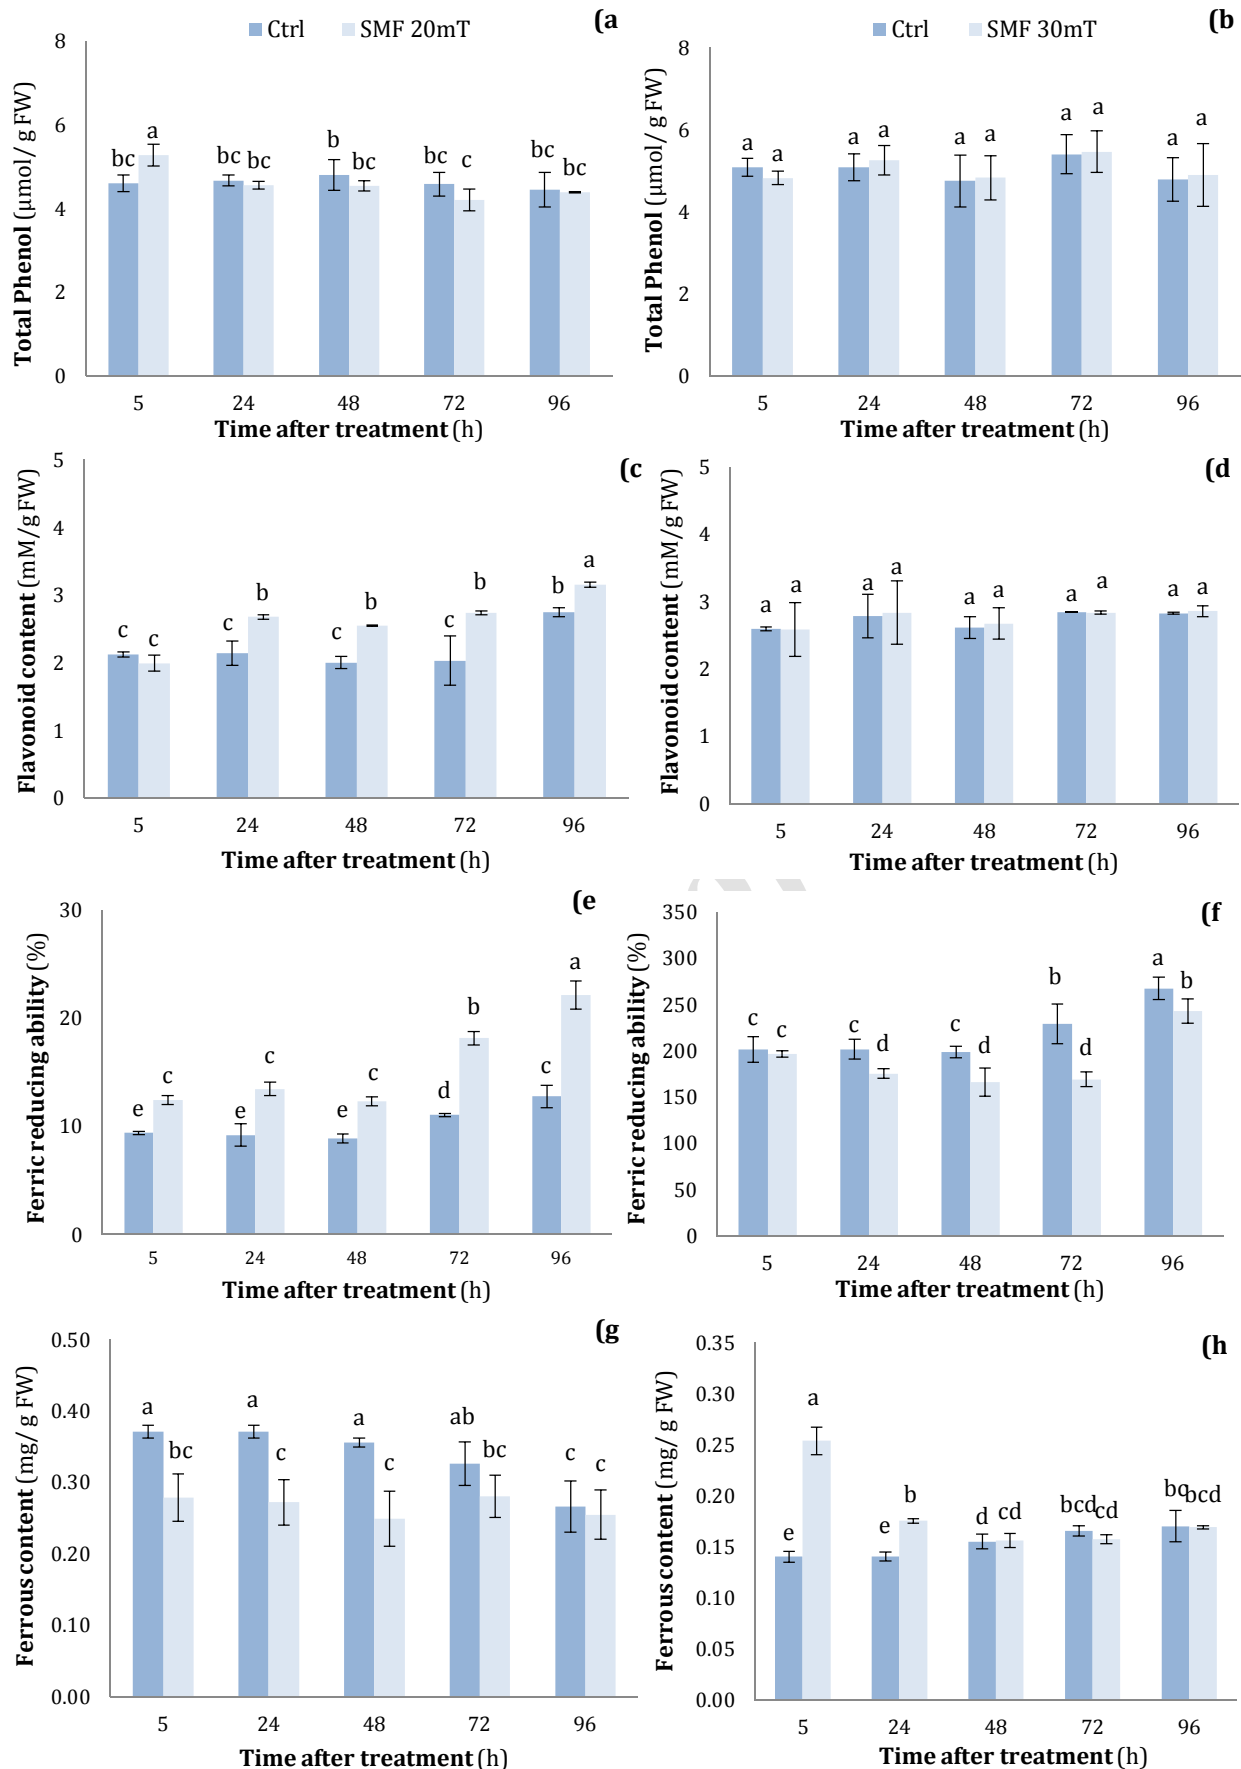 Ctrl SMF 20mT (a
8
6
4
2
0
Total Phenol (µmol/ g FW)
bc a bc bc b bc bc c bc bc
5 24 48 72 96
Time after treatment (h)
Ctrl SMF 30mT (b
8
6
4
2
0
Total Phenol (µmol/ g FW)
a a a a a a a a a a
5 24 48 72 96
Time after treatment (h)
(c
5
4
3
2
1
0
Flavonoid content (mM/g FW)
c c c b c b c b b a
5 24 48 72 96
Time after treatment (h)
(d
5
4
3
2
1
0
Flavonoid content (mM/g FW)
a a a a a a a a a a
5 24 48 72 96
Time after treatment (h)
(e
30
20
10
0
Ferric reducing ability (%)
e c e c e c d b c a
5 24 48 72 96
Time after treatment (h)
(f
350
300
250
200
150
100
50
0
Ferric reducing ability (%)
c c c d c d b d a b
5 24 48 72 96
Time after treatment (h)
(g
0.50
0.40
0.30
0.20
0.10
0.00
Ferrous content (mg/ g FW)
a bc a c a c ab bc c c
5 24 48 72 96
Time after treatment (h)
(h
0.35
0.30
0.25
0.20
0.15
0.10
0.05
0.00
Ferrous content (mg/ g FW)
e a e b d cd bcd cd bc bcd
5 24 48 72 96
Time after treatment (h)